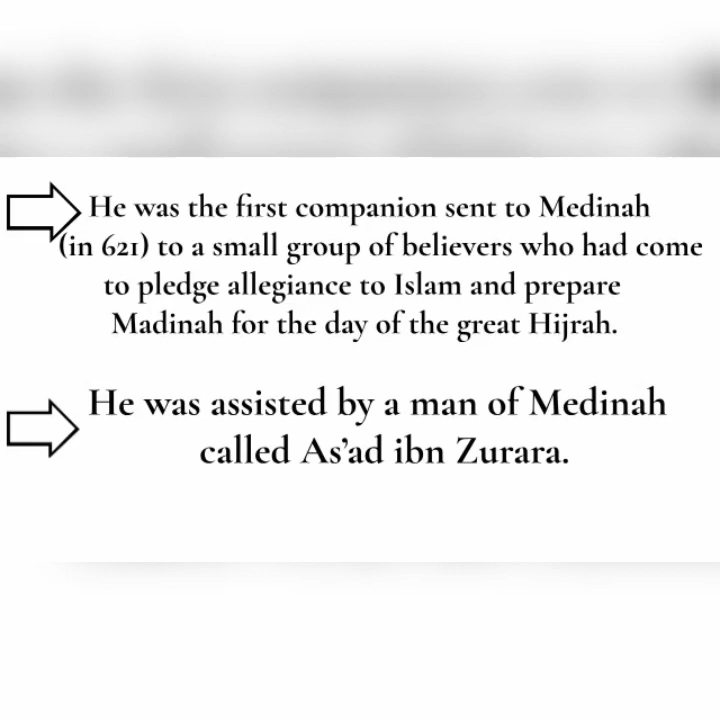 He was the first companion sent to Medinah
(in 621) to a small group of believers who had come
to pledge allegiance to Islam and prepare
Madinah for the day of the great Hijrah.
He was assisted by a man of Medinah
called As’ad ibn Zurara.